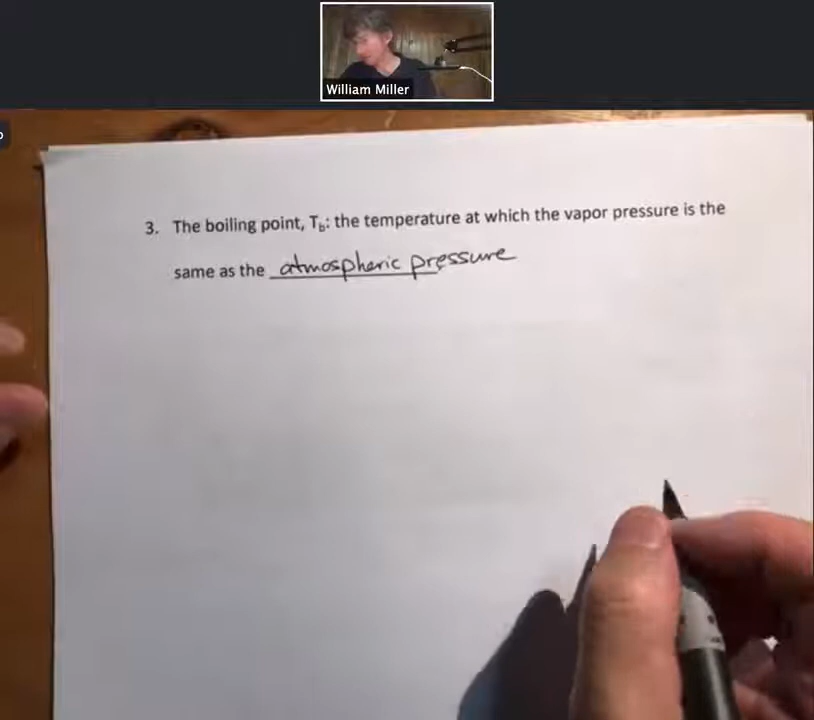 William Miller
3. The boiling point, Tb: the temperature at which the vapor pressure is the
same as the atmospheric pressure